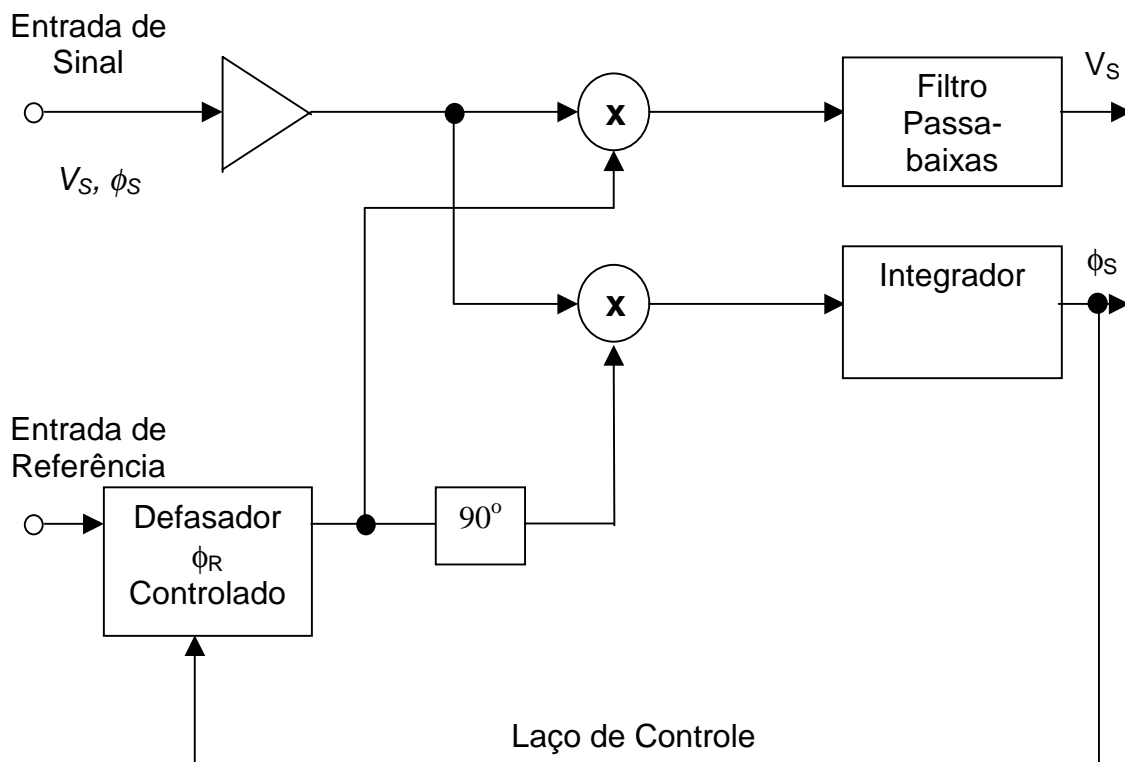 Entrada de
Sinal
V_S, ϕ_S
x
Filtro
Passa-
baixas
V_S
x
Integrador
ϕ_S
Entrada de
Referência
Defasador
ϕ_R
Controlado
90°
Laço de Controle